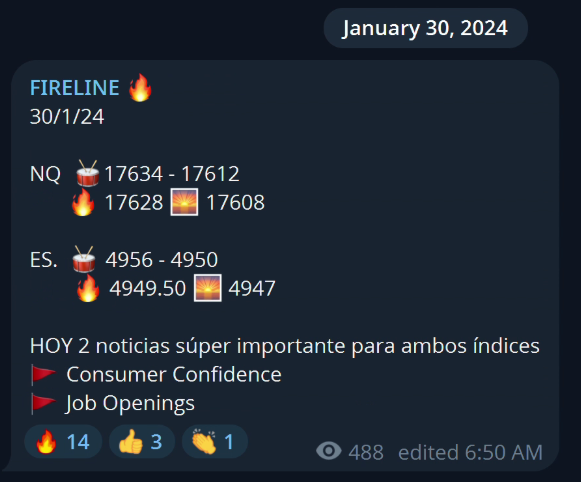 January 30, 2024
FIRELINE 🔥
30/1/24
NQ 🥁 17634 - 17612
🔥 17628 🌅 17608
ES. 🥁 4956 - 4950
🔥 4949.50 🌅 4947
HOY 2 noticias súper importante para ambos índices
🚩 Consumer Confidence
🚩 Job Openings
🔥 14 👍 3 👏 1 488 edited 6:50 AM